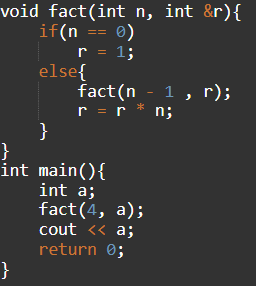 void fact(int n, int &r){
    if(n == 0)
        r = 1;
    else{
        fact(n - 1 , r);
        r = r * n;
    }
}
int main(){
    int a;
    fact(4, a);
    cout << a;
    return 0;
}